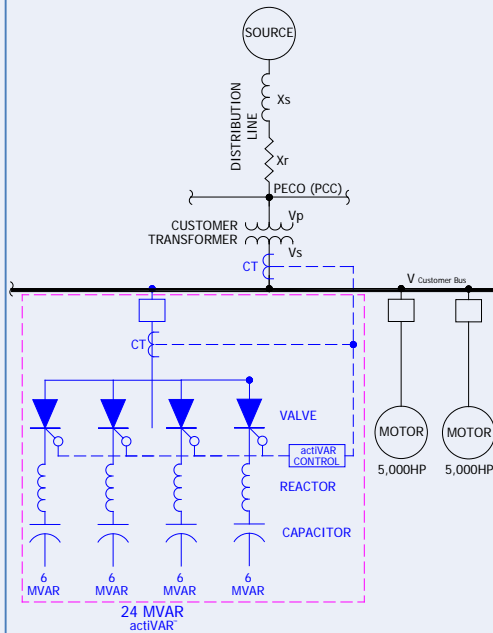 SOURCE
Xs
DISTRIBUTION
LINE
Xr
PECO (PCC)
Vp
CUSTOMER
TRANSFORMER
Vs
CT
V Customer Bus
CT
VALVE
actiVAR
CONTROL
MOTOR
MOTOR
5,000HP
5,000HP
REACTOR
CAPACITOR
6
MVAR
6
MVAR
6
MVAR
6
MVAR
24 MVAR
actiVAR™